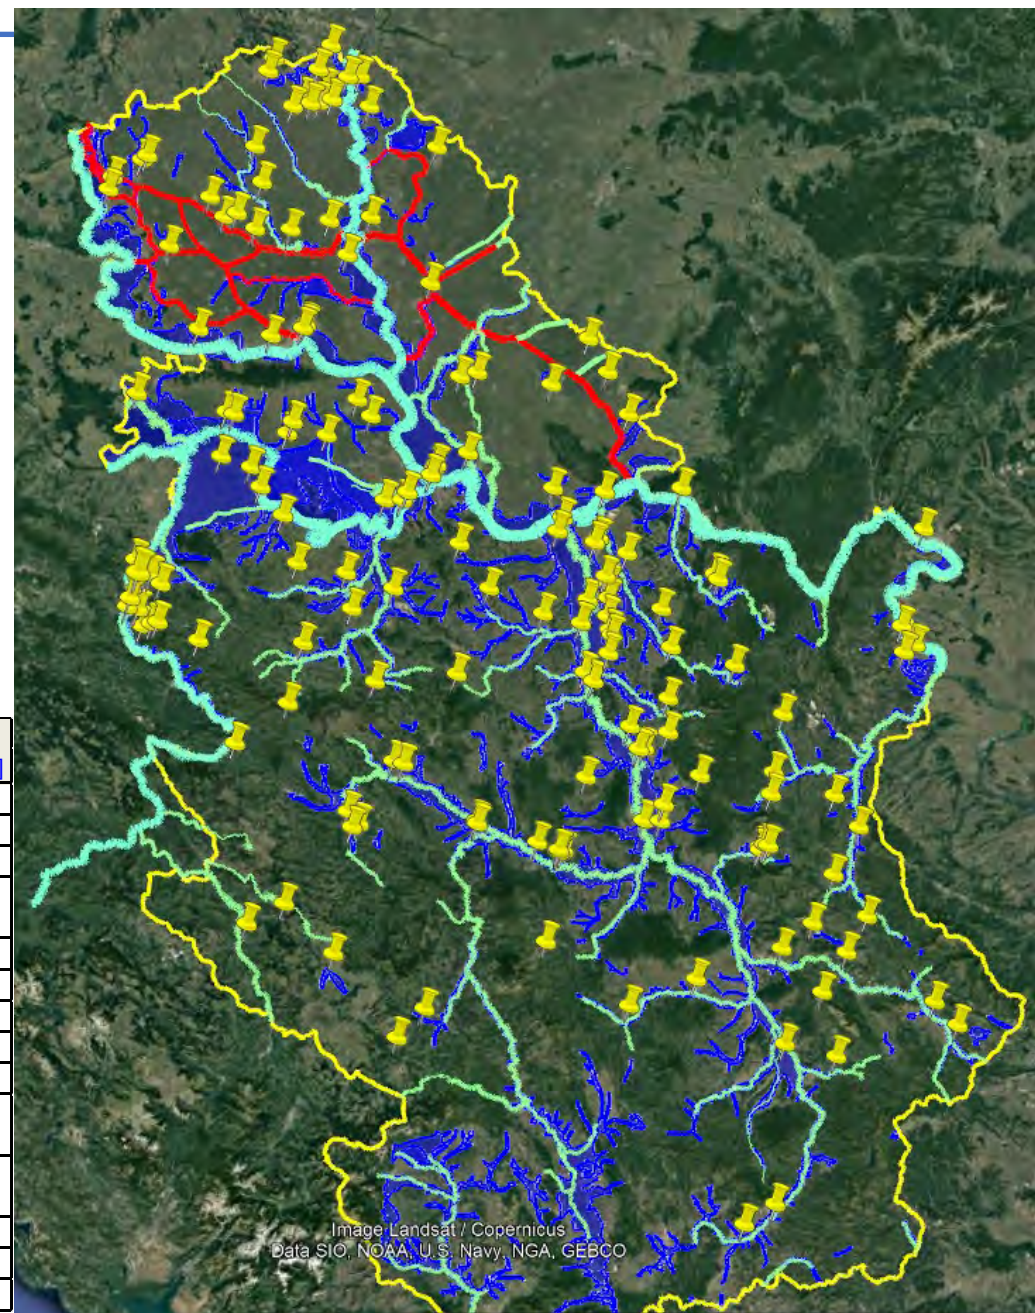 Image Landsat / Copernicus
Data SIO, NOAA, U.S. Navy, NGA, GEBCO